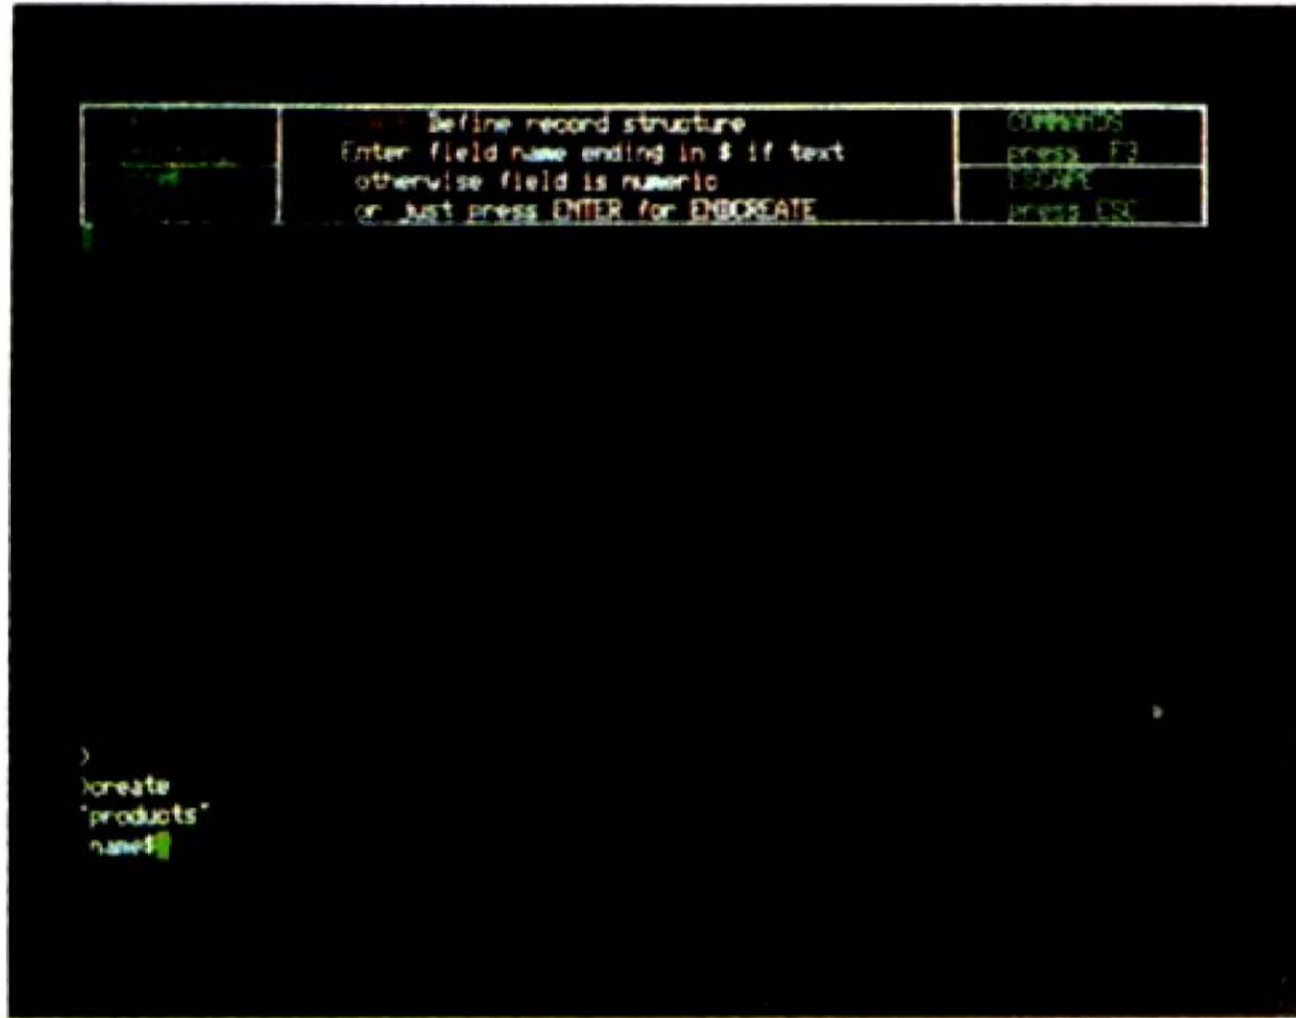 Define record structure
Enter field name ending in $ if text
otherwise field is numeric
or just press ENTER for ENDCREATE
COMMANDS
press F3
ESCAPE
press ESC
>
>create
"products"
name$